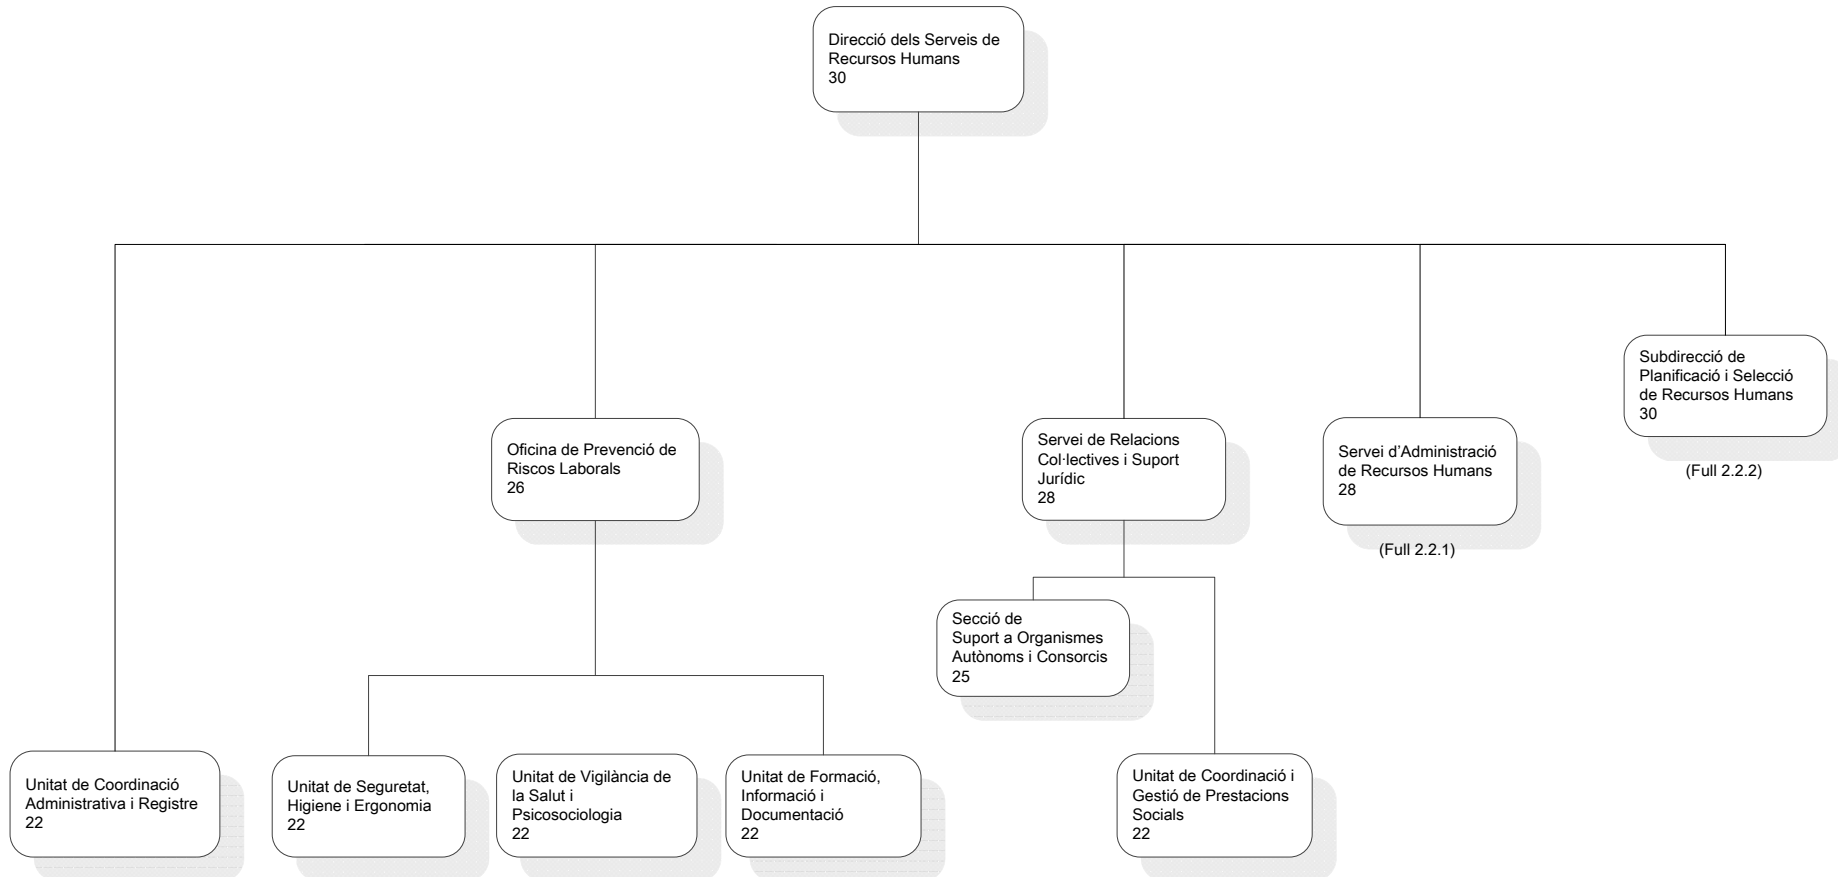 Direcció dels Serveis de
Recursos Humans
30
Subdirecció de
Planificació i Selecció
de Recursos Humans
30
(Full 2.2.2)
Oficina de Prevenció de
Riscos Laborals
26
Servei de Relacions
Col·lectives i Suport
Jurídic
28
Servei d’Administració
de Recursos Humans
28
(Full 2.2.1)
Secció de
Suport a Organismes
Autònoms i Consorcis
25
Unitat de Coordinació
Administrativa i Registre
22
Unitat de Seguretat,
Higiene i Ergonomia
22
Unitat de Vigilància de
la Salut i
Psicosociologia
22
Unitat de Formació,
Informació i
Documentació
22
Unitat de Coordinació i
Gestió de Prestacions
Socials
22